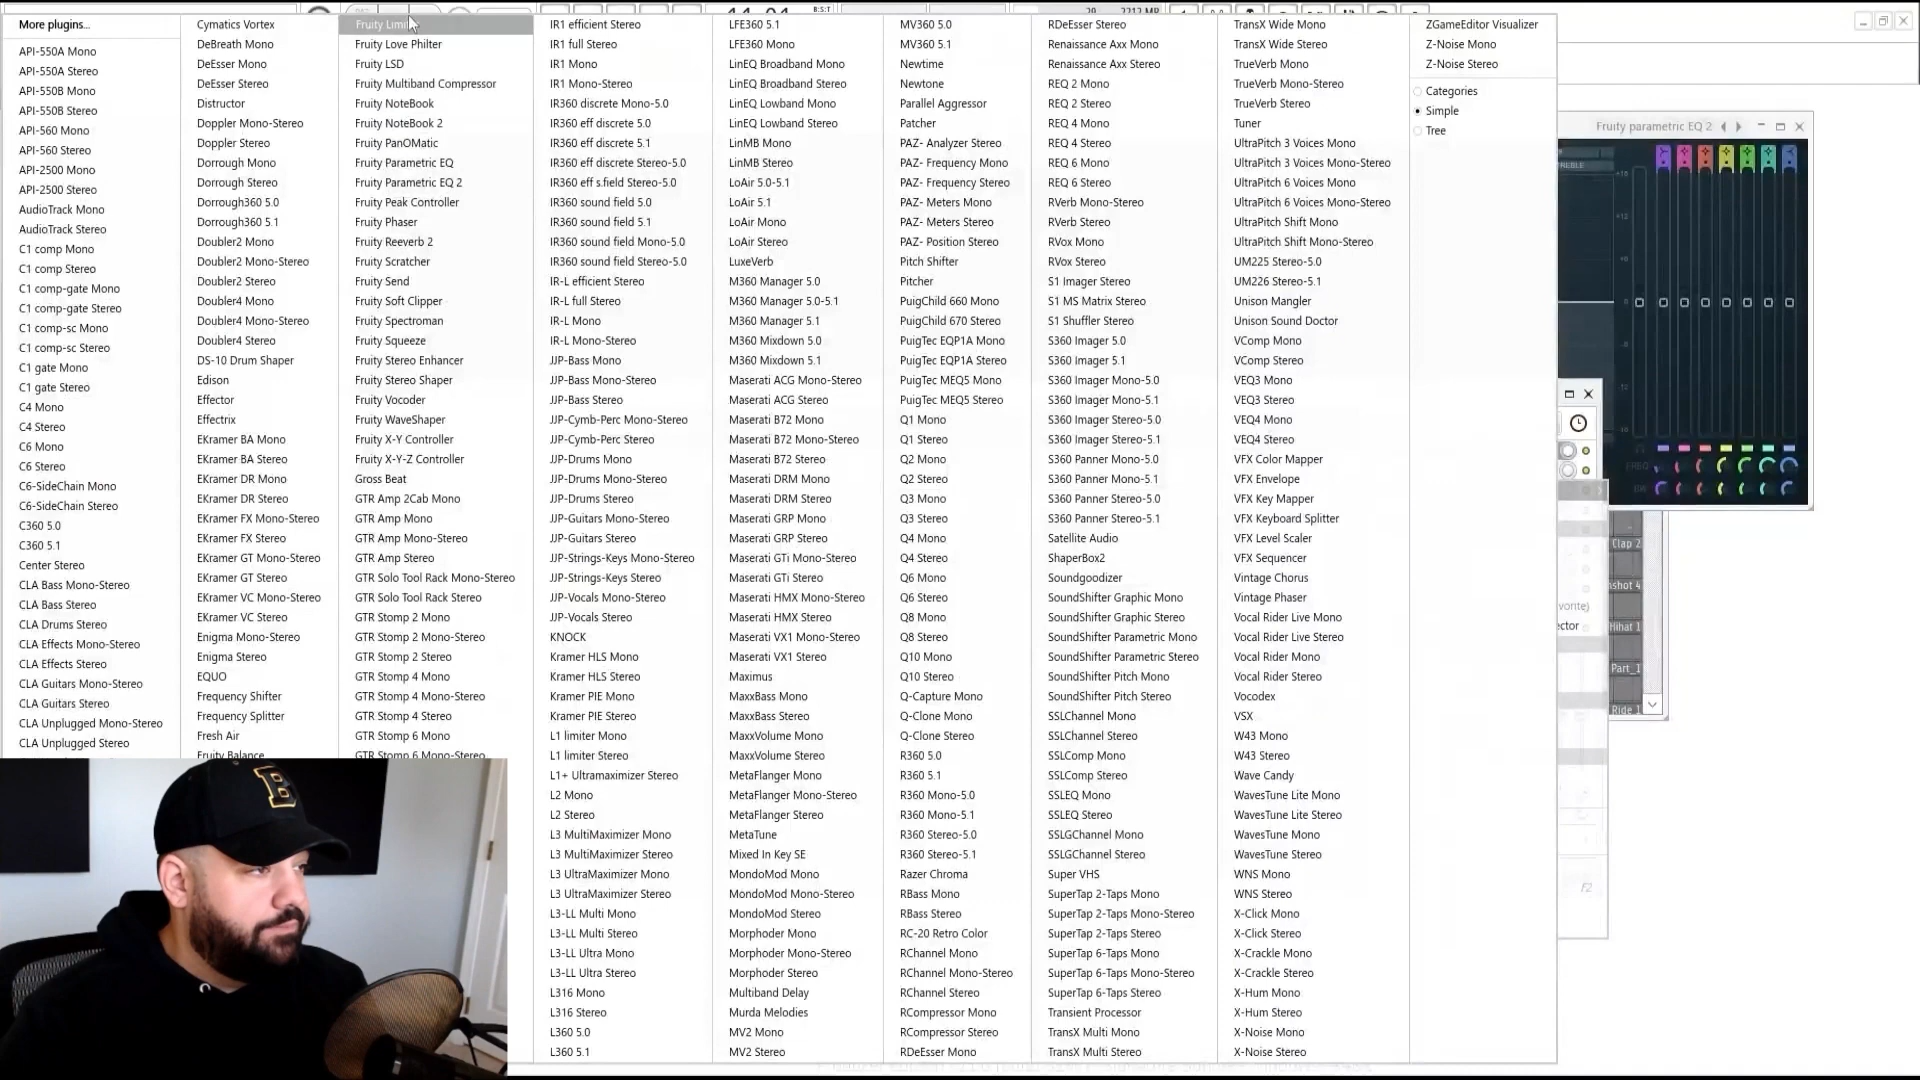 More plugins...
API-550A Mono
API-550A Stereo
API-550B Mono
API-550B Stereo
API-560 Mono
API-560 Stereo
API-2500 Mono
API-2500 Stereo
AudioTrack Mono
AudioTrack Stereo
C1 comp Mono
C1 comp Stereo
C1 comp-gate Mono
C1 comp-gate Stereo
C1 comp-sc Mono
C1 comp-sc Stereo
C1 gate Mono
C1 gate Stereo
C4 Mono
C4 Stereo
C6 Mono
C6 Stereo
C6-SideChain Mono
C6-SideChain Stereo
C360 5.0
C360 5.1
Center Stereo
CLA Bass Mono-Stereo
CLA Bass Stereo
CLA Drums Stereo
CLA Effects Mono-Stereo
CLA Effects Stereo
CLA Guitars Mono-Stereo
CLA Guitars Stereo
CLA Unplugged Mono-Stereo
CLA Unplugged Stereo
Cymatics Vortex
DeBreath Mono
DeEsser Mono
DeEsser Stereo
Distructor
Doppler Mono-Stereo
Doppler Stereo
Dorrough Mono
Dorrough Stereo
Dorrough360 5.0
Dorrough360 5.1
Doubler2 Mono
Doubler2 Mono-Stereo
Doubler2 Stereo
Doubler4 Mono
Doubler4 Mono-Stereo
Doubler4 Stereo
DS-10 Drum Shaper
Edison
Effector
Effectrix
EKramer BA Mono
EKramer BA Stereo
EKramer DR Mono
EKramer DR Stereo
EKramer FX Mono-Stereo
EKramer FX Stereo
EKramer GT Mono-Stereo
EKramer GT Stereo
EKramer VC Mono-Stereo
EKramer VC Stereo
Enigma Mono-Stereo
Enigma Stereo
EQUO
Frequency Shifter
Frequency Splitter
Fresh Air
Fruity Balance
Fruity Love Philter
Fruity LSD
Fruity Multiband Compressor
Fruity NoteBook
Fruity NoteBook 2
Fruity PanOMatic
Fruity Parametric EQ
Fruity Parametric EQ 2
Fruity Peak Controller
Fruity Phaser
Fruity Reeverb 2
Fruity Scratcher
Fruity Send
Fruity Soft Clipper
Fruity Spectroman
Fruity Squeeze
Fruity Stereo Enhancer
Fruity Stereo Shaper
Fruity Vocoder
Fruity WaveShaper
Fruity X-Y Controller
Fruity X-Y-Z Controller
Gross Beat
GTR Amp 2Cab Mono
GTR Amp Mono
GTR Amp Mono-Stereo
GTR Amp Stereo
GTR Solo Tool Rack Mono-Stereo
GTR Solo Tool Rack Stereo
GTR Stomp 2 Mono
GTR Stomp 2 Mono-Stereo
GTR Stomp 2 Stereo
GTR Stomp 4 Mono
GTR Stomp 4 Mono-Stereo
GTR Stomp 4 Stereo
GTR Stomp 6 Mono
GTR Stomp 6 Mono-Stereo
IR1 efficient Stereo
IR1 full Stereo
IR1 Mono
IR1 Mono-Stereo
IR360 discrete Mono-5.0
IR360 eff discrete 5.0
IR360 eff discrete 5.1
IR360 eff discrete Stereo-5.0
IR360 eff s.field Stereo-5.0
IR360 sound field 5.0
IR360 sound field 5.1
IR360 sound field Mono-5.0
IR360 sound field Stereo-5.0
IR-L efficient Stereo
IR-L full Stereo
IR-L Mono
IR-L Mono-Stereo
JJP-Bass Mono
JJP-Bass Mono-Stereo
JJP-Bass Stereo
JJP-Cymb-Perc Mono-Stereo
JJP-Cymb-Perc Stereo
JJP-Drums Mono
JJP-Drums Mono-Stereo
JJP-Drums Stereo
JJP-Guitars Mono-Stereo
JJP-Guitars Stereo
JJP-Strings-Keys Mono-Stereo
JJP-Strings-Keys Stereo
JJP-Vocals Mono-Stereo
JJP-Vocals Stereo
KNOCK
Kramer HLS Mono
Kramer HLS Stereo
Kramer PIE Mono
Kramer PIE Stereo
L1 limiter Mono
L1 limiter Stereo
L1+ Ultramaximizer Stereo
L2 Mono
L2 Stereo
L3 MultiMaximizer Mono
L3 MultiMaximizer Stereo
L3 UltraMaximizer Mono
L3 UltraMaximizer Stereo
L3-LL Multi Mono
L3-LL Multi Stereo
L3-LL Ultra Mono
L3-LL Ultra Stereo
L316 Mono
L316 Stereo
L360 5.0
L360 5.1
LFE360 5.1
LFE360 Mono
LinEQ Broadband Mono
LinEQ Broadband Stereo
LinEQ Lowband Mono
LinEQ Lowband Stereo
LinMB Mono
LinMB Stereo
LoAir 5.0-5.1
LoAir 5.1
LoAir Mono
LoAir Stereo
LuxeVerb
M360 Manager 5.0
M360 Manager 5.0-5.1
M360 Manager 5.1
M360 Mixdown 5.0
M360 Mixdown 5.1
Maserati ACG Mono-Stereo
Maserati ACG Stereo
Maserati B72 Mono
Maserati B72 Mono-Stereo
Maserati B72 Stereo
Maserati DRM Mono
Maserati DRM Stereo
Maserati GRP Mono
Maserati GRP Stereo
Maserati GTi Mono-Stereo
Maserati GTi Stereo
Maserati HMX Mono-Stereo
Maserati HMX Stereo
Maserati VX1 Mono-Stereo
Maserati VX1 Stereo
Maximus
MaxxBass Mono
MaxxBass Stereo
MaxxVolume Mono
MaxxVolume Stereo
MetaFlanger Mono
MetaFlanger Mono-Stereo
MetaFlanger Stereo
MetaTune
Mixed In Key SE
MondoMod Mono
MondoMod Mono-Stereo
MondoMod Stereo
Morphoder Mono
Morphoder Mono-Stereo
Morphoder Stereo
Multiband Delay
Murda Melodies
MV2 Mono
MV2 Stereo
MV360 5.0
MV360 5.1
Newtime
Newtone
Parallel Aggressor
Patcher
PAZ- Analyzer Stereo
PAZ- Frequency Mono
PAZ- Frequency Stereo
PAZ- Meters Mono
PAZ- Meters Stereo
PAZ- Position Stereo
Pitch Shifter
Pitcher
PuigChild 660 Mono
PuigChild 670 Stereo
PuigTec EQP1A Mono
PuigTec EQP1A Stereo
PuigTec MEQ5 Mono
PuigTec MEQ5 Stereo
Q1 Mono
Q1 Stereo
Q2 Mono
Q2 Stereo
Q3 Mono
Q3 Stereo
Q4 Mono
Q4 Stereo
Q6 Mono
Q6 Stereo
Q8 Mono
Q8 Stereo
Q10 Mono
Q10 Stereo
Q-Capture Mono
Q-Clone Mono
Q-Clone Stereo
R360 5.0
R360 5.1
R360 Mono-5.0
R360 Mono-5.1
R360 Stereo-5.0
R360 Stereo-5.1
Razer Chroma
RBass Mono
RBass Stereo
RC-20 Retro Color
RChannel Mono
RChannel Mono-Stereo
RChannel Stereo
RCompressor Mono
RCompressor Stereo
RDeEsser Mono
RDeEsser Stereo
Renaissance Axx Mono
Renaissance Axx Stereo
REQ 2 Mono
REQ 2 Stereo
REQ 4 Mono
REQ 4 Stereo
REQ 6 Mono
REQ 6 Stereo
RVerb Mono-Stereo
RVerb Stereo
RVox Mono
RVox Stereo
S1 Imager Stereo
S1 MS Matrix Stereo
S1 Shuffler Stereo
S360 Imager 5.0
S360 Imager 5.1
S360 Imager Mono-5.0
S360 Imager Mono-5.1
S360 Imager Stereo-5.0
S360 Imager Stereo-5.1
S360 Panner Mono-5.0
S360 Panner Mono-5.1
S360 Panner Stereo-5.0
S360 Panner Stereo-5.1
Satellite Audio
ShaperBox2
Soundgoodizer
SoundShifter Graphic Mono
SoundShifter Graphic Stereo
SoundShifter Parametric Mono
SoundShifter Parametric Stereo
SoundShifter Pitch Mono
SoundShifter Pitch Stereo
SSLChannel Mono
SSLChannel Stereo
SSLComp Mono
SSLComp Stereo
SSLEQ Mono
SSLEQ Stereo
SSLGChannel Mono
SSLGChannel Stereo
Super VHS
SuperTap 2-Taps Mono
SuperTap 2-Taps Mono-Stereo
SuperTap 2-Taps Stereo
SuperTap 6-Taps Mono
SuperTap 6-Taps Mono-Stereo
SuperTap 6-Taps Stereo
Transient Processor
TransX Multi Mono
TransX Multi Stereo
TransX Wide Mono
TransX Wide Stereo
TrueVerb Mono
TrueVerb Mono-Stereo
TrueVerb Stereo
Tuner
UltraPitch 3 Voices Mono
UltraPitch 3 Voices Mono-Stereo
UltraPitch 6 Voices Mono
UltraPitch 6 Voices Mono-Stereo
UltraPitch Shift Mono
UltraPitch Shift Mono-Stereo
UM225 Stereo-5.0
UM226 Stereo-5.1
Unison Mangler
Unison Sound Doctor
VComp Mono
VComp Stereo
VEQ3 Mono
VEQ3 Stereo
VEQ4 Mono
VEQ4 Stereo
VFX Color Mapper
VFX Envelope
VFX Key Mapper
VFX Keyboard Splitter
VFX Level Scaler
VFX Sequencer
Vintage Chorus
Vintage Phaser
Vocal Rider Live Mono
Vocal Rider Live Stereo
Vocal Rider Mono
Vocal Rider Stereo
Vocodex
VSX
W43 Mono
W43 Stereo
Wave Candy
WavesTune Lite Mono
WavesTune Lite Stereo
WavesTune Mono
WavesTune Stereo
WNS Mono
WNS Stereo
X-Click Mono
X-Click Stereo
X-Crackle Mono
X-Crackle Stereo
X-Hum Mono
X-Hum Stereo
X-Noise Mono
X-Noise Stereo
ZGameEditor Visualizer
Z-Noise Mono
Z-Noise Stereo
Categories
Simple
Tree
Fruity parametric EQ 2
Clap 2
Hihat 1
Part_1
Ride 1
F2
B